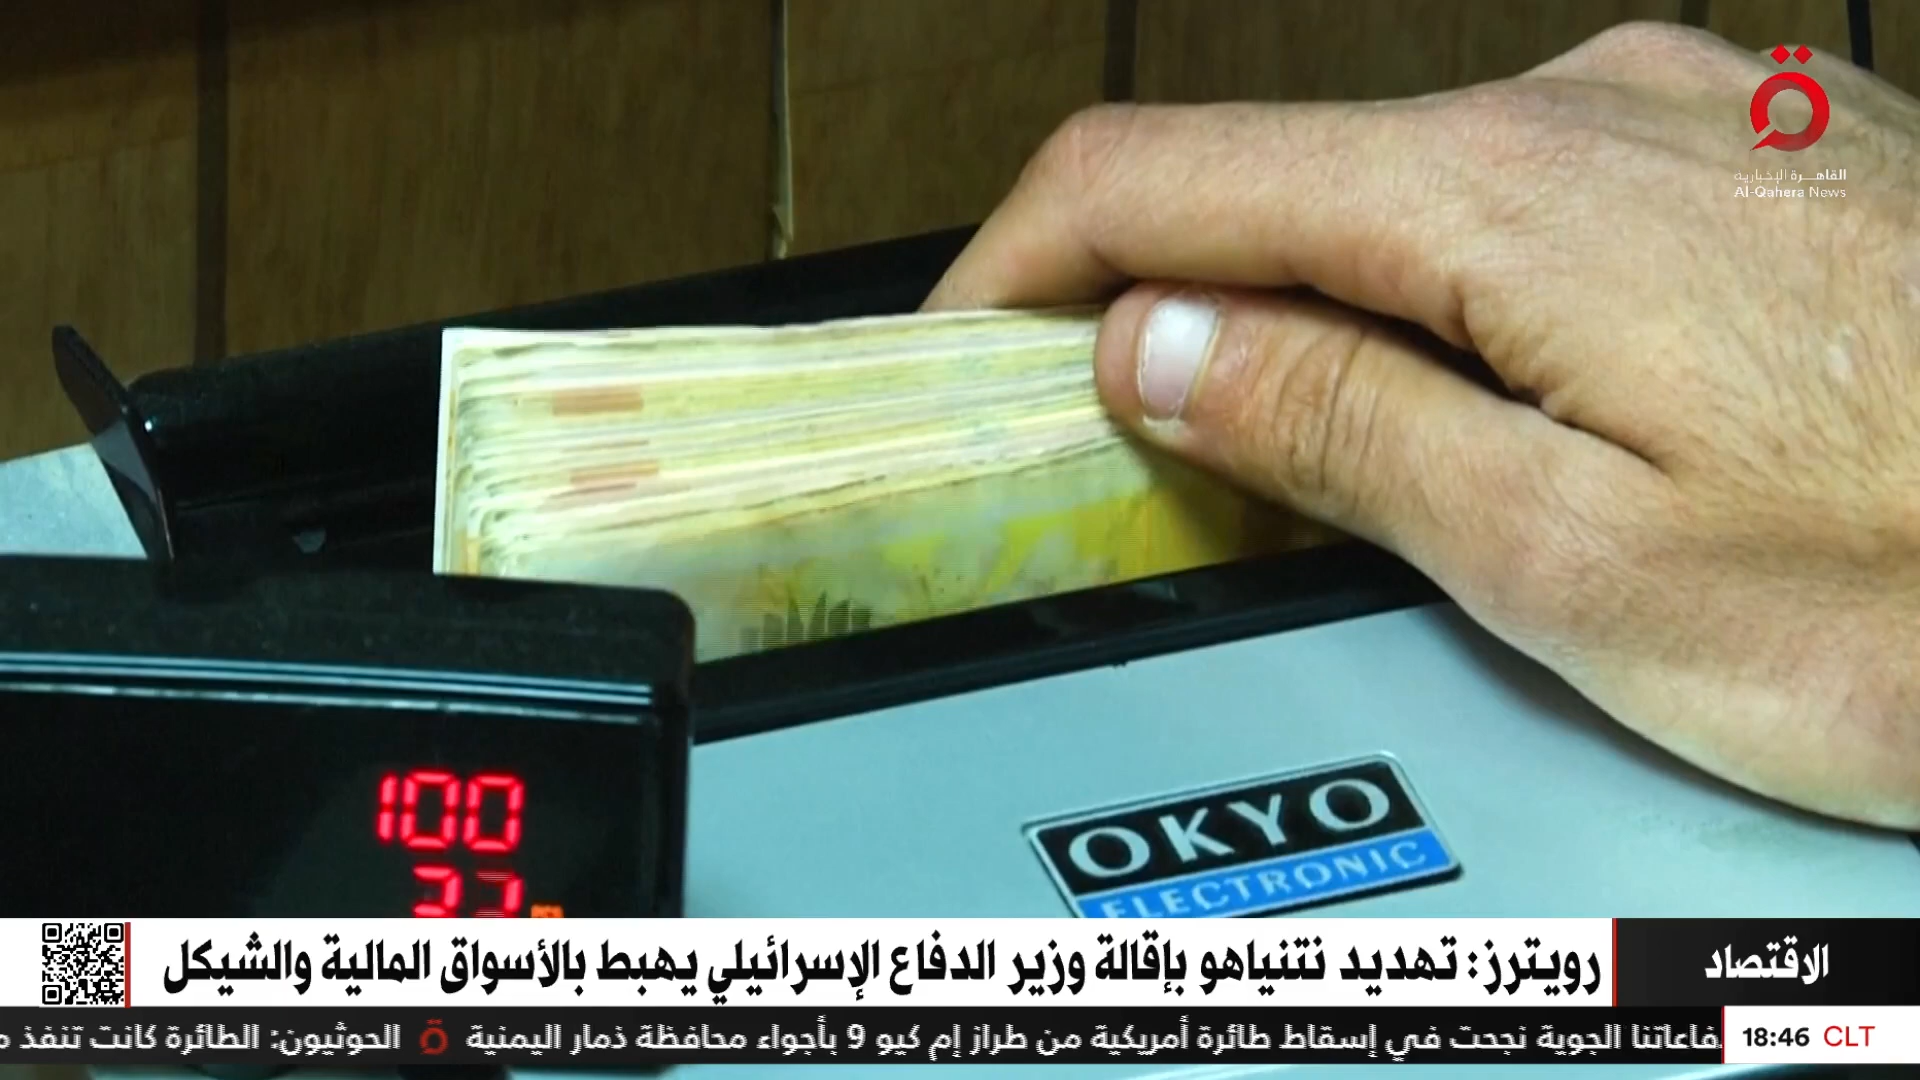 القاهرة الإخبارية
Al-Qahera News
100
OKYO
ELECTRONIC
الاقتصاد
رويترز: تهديد نتنياهو بإقالة وزير الدفاع الإسرائيلي يهبط بالأسواق المالية والشيكل
18:46 CLT
الجوية نجحت في إسقاط طائرة أمريكية من طراز إم كيو 9 بأجواء محافظة ذمار اليمنية الحوثيون: الطائرة كانت تنفذ